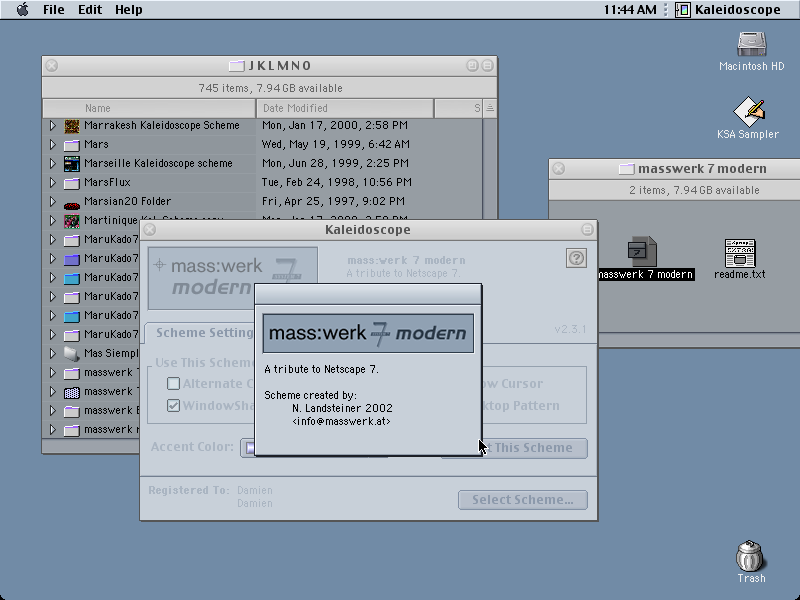 File Edit Help
11:44 AM
Kaleidoscope
Macintosh HD
KSA Sampler
JKLMNO
745 items, 7.94 GB available
Name Date Modified S
Marrakesh Kaleidoscope Scheme Mon, Jan 17, 2000, 2:58 PM
Mars Wed, May 19, 1999, 6:42 AM
Marseille Kaleidoscope scheme Mon, Jun 28, 1999, 2:25 PM
MarsFlux Tue, Feb 24, 1998, 10:56 PM
Marsian20 Folder Fri, Apr 25, 1997, 9:02 PM
Martinique
MaruKado7
MaruKado7
MaruKado7
MaruKado7
MaruKado7
MaruKado7
Mas Siempl
masswerk
masswerk
masswerk
masswerk
masswerk 7 modern
2 items, 7.94 GB available
masswerk 7 modern
readme.txt
Kaleidoscope
mass:werk 7
modern
mass:werk 7 modern
A tribute to Netscape 7.
v2.3.1
Scheme Setting
Use This Scheme
Alternate C
WindowSha
ow Cursor
ktop Pattern
Accent Color:
t This Scheme
Registered To: Damien
Damien
Select Scheme...
mass:werk 7 modern
A tribute to Netscape 7.
Scheme created by:
N. Landsteiner 2002
<info@masswerk.at>
Trash